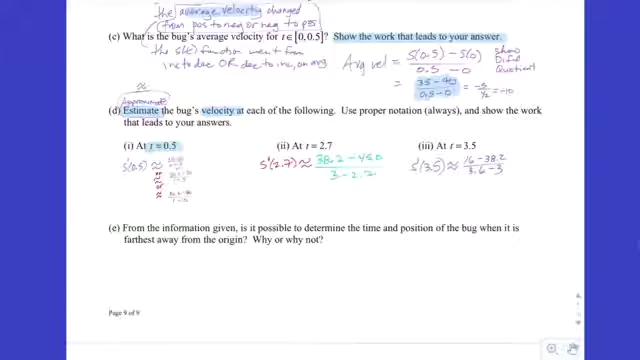 the average velocity changed
from pos to neg or neg to pos
(c) What is the bug's average velocity for t ∈ [0, 0.5]? Show the work that leads to your answer.
the s(t) function went from
inc to dec OR dec to inc, on avg
Avg vel = S(0.5) − S(0) / 0.5 − 0
show
Quotient
= 35 − 40 / 0.5 − 0 = −5 / ½ = −10
≈
Approximate
(d) Estimate the bug's velocity at each of the following. Use proper notation (always), and show the work
that leads to your answers.
(i) At t = 0.5 (ii) At t = 2.7 (iii) At t = 3.5
S'(0.5) ≈
or
≈
or
≈
S'(2.7) ≈ 38.2 − 45.0 / 3 − 2.2
S'(3.5) ≈ 16 − 38.2 / 3.6 − 3
(e) From the information given, is it possible to determine the time and position of the bug when it is
farthest away from the origin? Why or why not?
Page 9 of 9